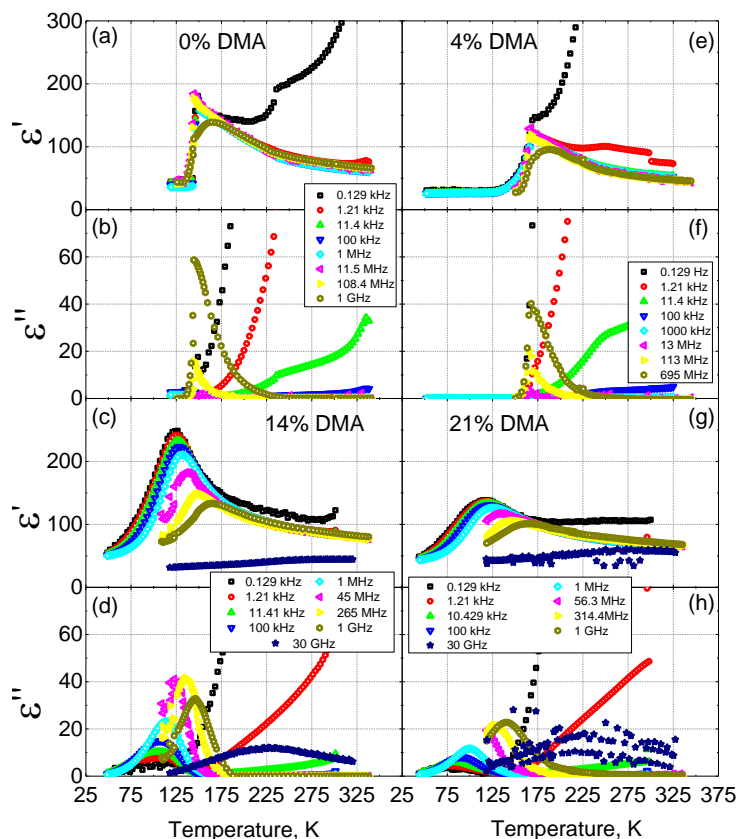 (a) 0% DMA
4% DMA (e)
300
200
100
0
ε'
(b)
0.129 kHz
1.21 kHz
11.4 kHz
100 kHz
1 MHz
11.5 MHz
108.4 MHz
1 GHz
(f)
0.129 Hz
1.21 kHz
11.4 kHz
100 kHz
1000 kHz
13 MHz
113 MHz
695 MHz
60
40
20
0
ε''
(c) 14% DMA
21% DMA (g)
200
100
0
ε'
(d)
0.129 kHz 1 MHz
1.21 kHz 45 MHz
11.41 kHz 265 MHz
100 kHz 1 GHz
30 GHz
(h)
0.129 kHz 1 MHz
1.21 kHz 56.3 MHz
10.429 kHz 314.4MHz
100 kHz 1 GHz
30 GHz
60
40
20
0
ε''
25 75 125 175 225 275 325
25 75 125 175 225 275 325 375
Temperature, K
Temperature, K